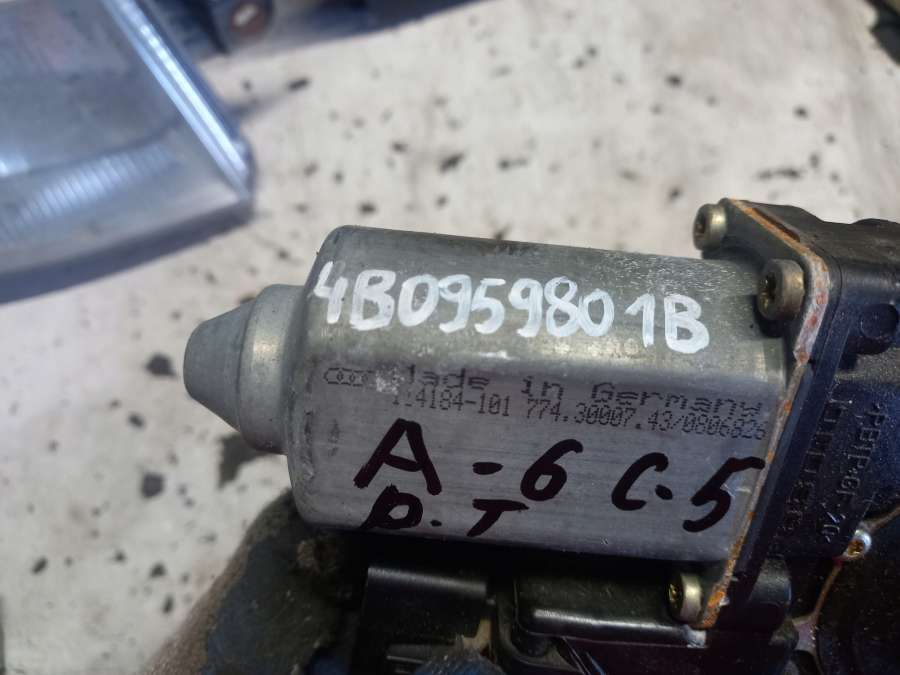 4B0959801B
Made in Germany
114184-101 774.30007.43/0806826
A-6 C.5
P.T